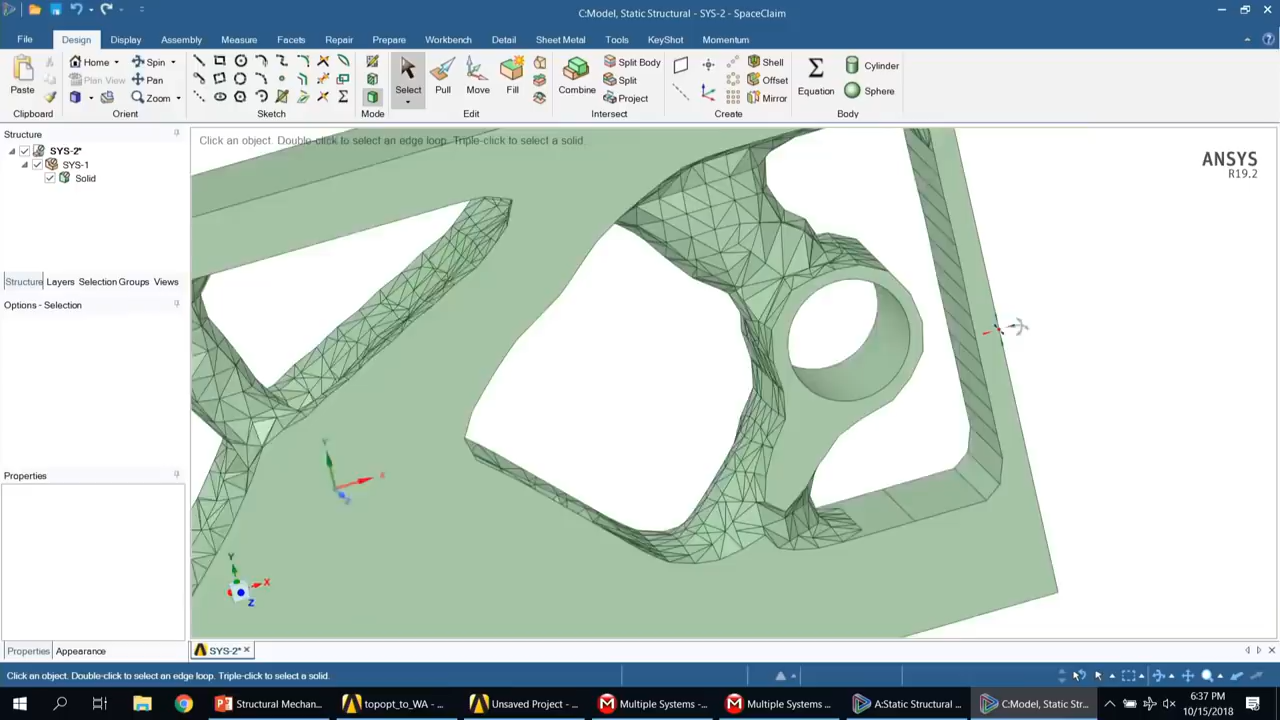 C:Model, Static Structural - SYS-2 - SpaceClaim
File Design Display Assembly Measure Facets Repair Prepare Workbench Detail Sheet Metal Tools KeyShot Momentum
Paste
Home Spin
Plan View Pan
Zoom
Select Pull Move Fill
Combine
Split Body
Split
Project
Shell
Offset
Mirror
Equation
Cylinder
Sphere
Clipboard Orient Sketch Mode Edit Intersect Create Body
Structure
SYS-2*
SYS-1
Solid
Structure Layers Selection Groups Views
Options - Selection
Properties
Properties Appearance
Click an object. Double-click to select an edge loop. Triple-click to select a solid.
ANSYS
R19.2
Y
X
Z
Y
X
Z
SYS-2*
Click an object. Double-click to select an edge loop. Triple-click to select a solid.
Structural Mechan...
topopt_to_WA - ...
Unsaved Project - ...
Multiple Systems -...
Multiple Systems ...
A:Static Structural ...
C:Model, Static Str...
6:37 PM
10/15/2018